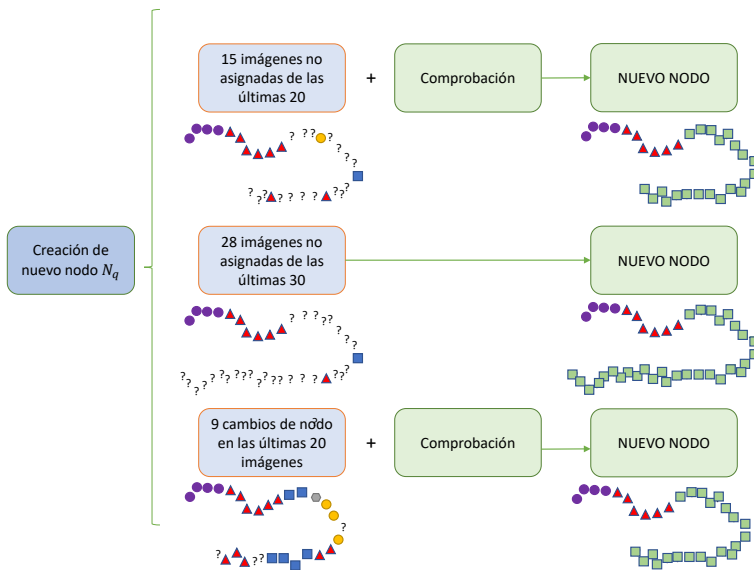 15 imágenes no
asignadas de las
últimas 20
+
Comprobación
NUEVO NODO
? ? ? ? ? ? ? ?
? ? ? ? ? ? ? ? ? ?
Creación de
nuevo nodo N_q
28 imágenes no
asignadas de las
últimas 30
NUEVO NODO
? ? ? ? ? ? ? ? ?
? ? ? ? ? ? ? ? ? ? ? ? ? ? ? ? ? ? ? ?
9 cambios de nodo
en las últimas 20
imágenes
+
Comprobación
NUEVO NODO
?
? ? ?